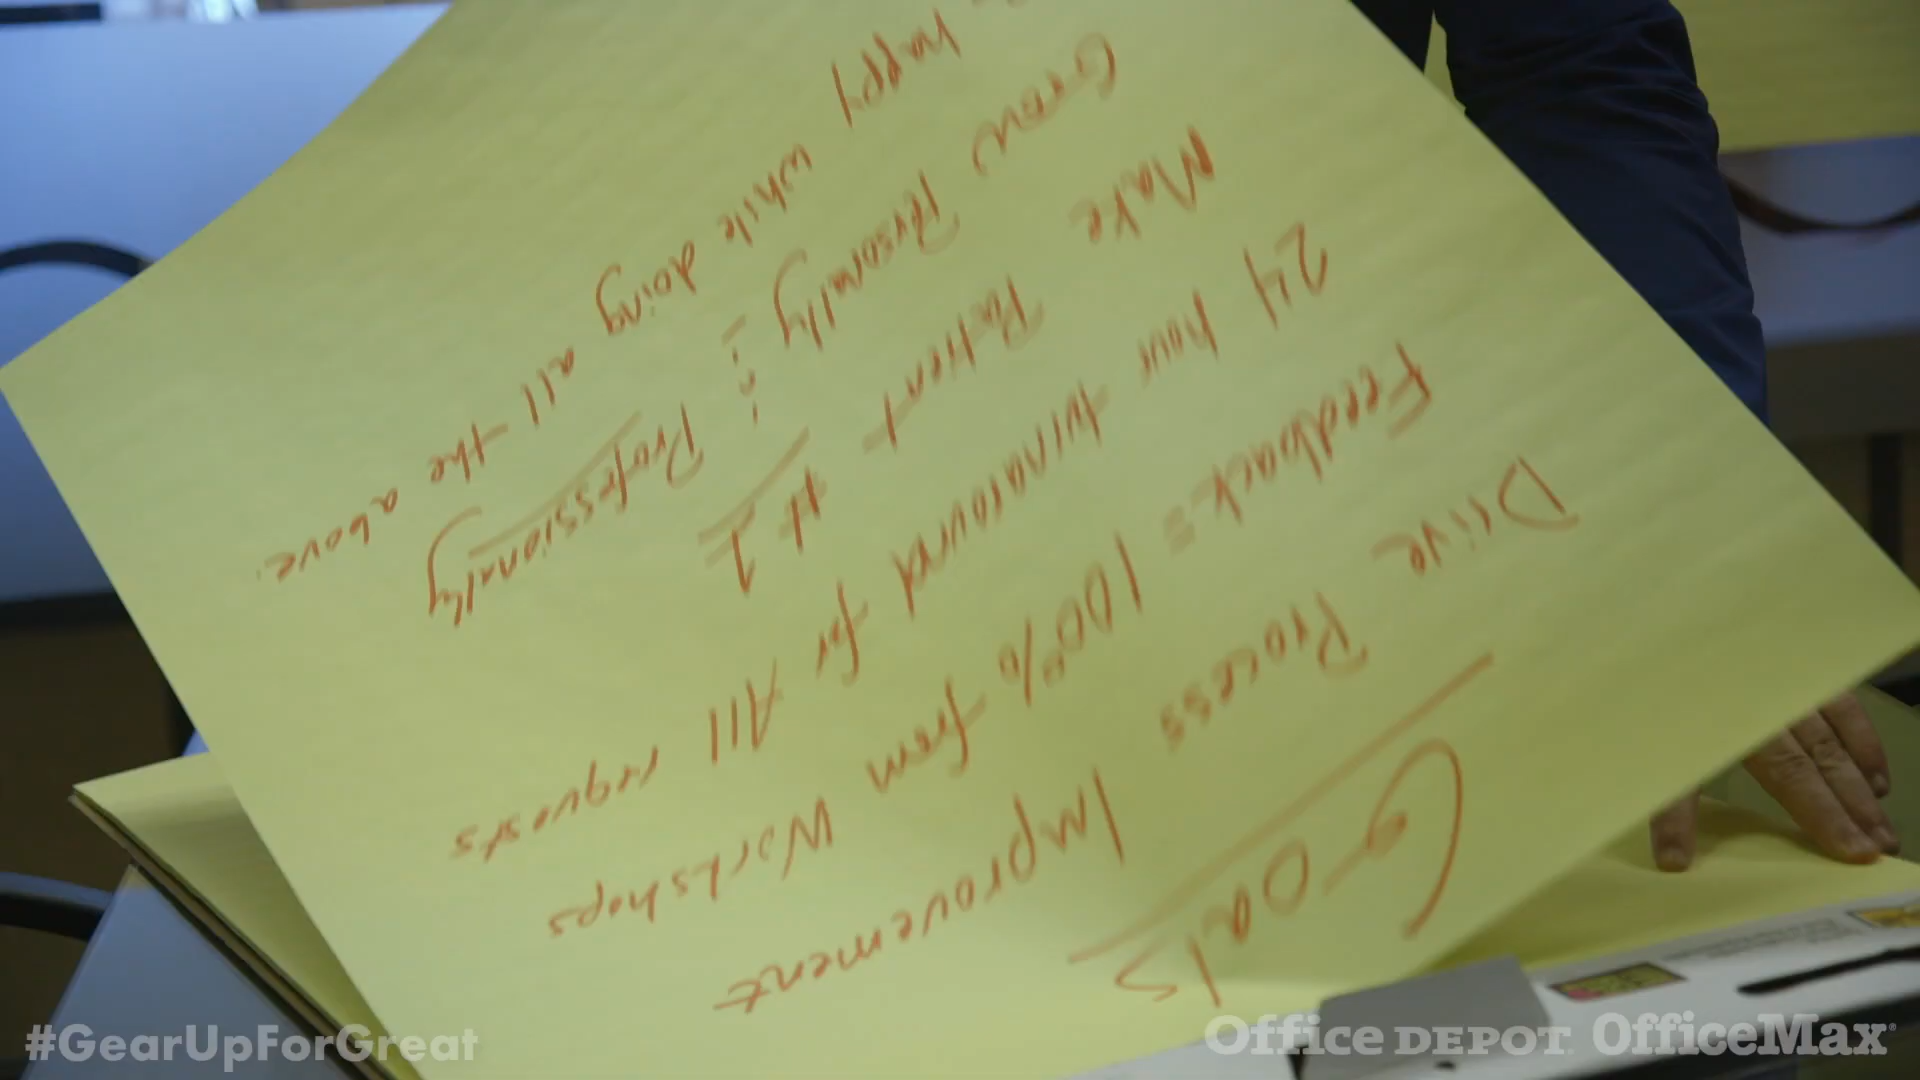 Goals
Drive Process Improvement
Feedback = 100% from Workshops
24 hour turnaround for All requests
Make Patient #1
Grow Personally & Professionally
happy while doing all the above.
#GearUpForGreat
Office DEPOT OfficeMax